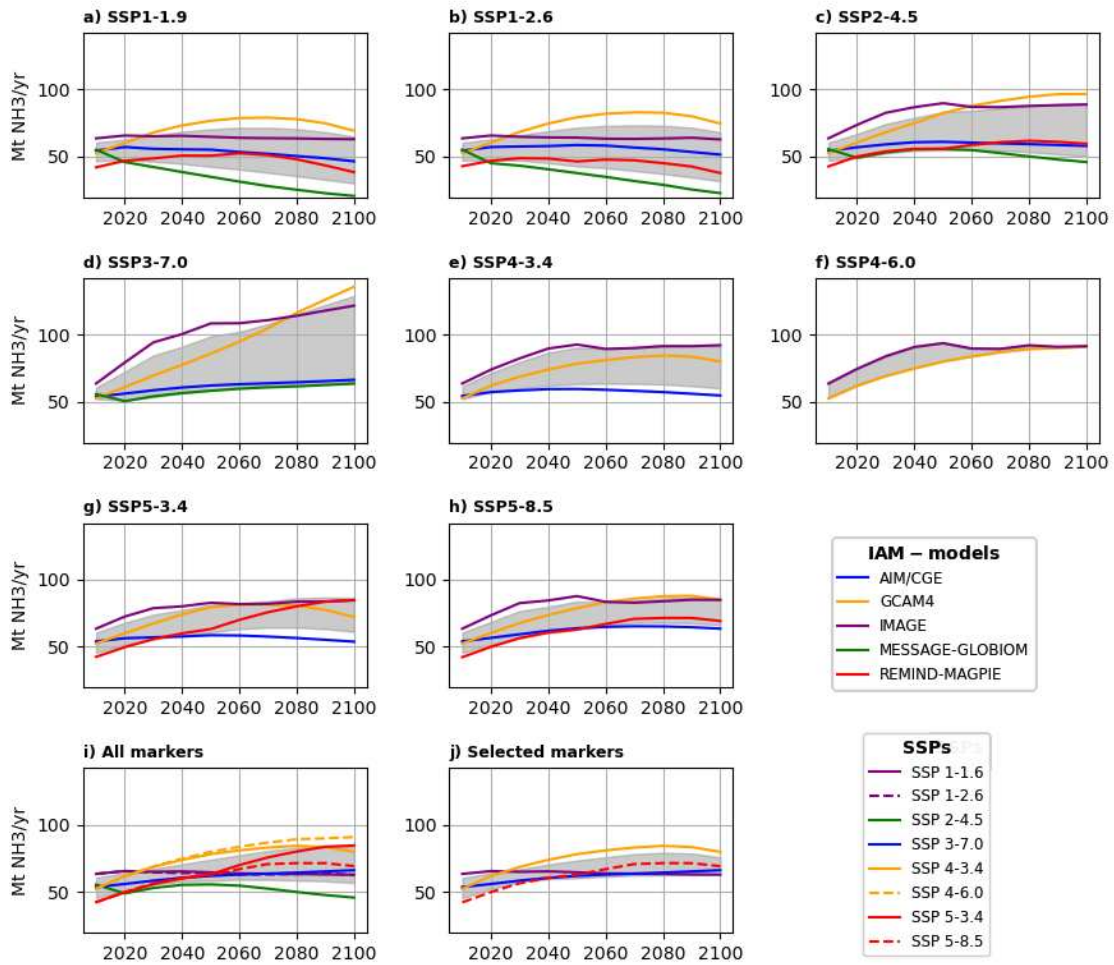 a) SSP1-1.9
b) SSP1-2.6
c) SSP2-4.5
Mt NH3/yr
100
50
2020 2040 2060 2080 2100
2020 2040 2060 2080 2100
2020 2040 2060 2080 2100
100
50
100
50
d) SSP3-7.0
e) SSP4-3.4
f) SSP4-6.0
Mt NH3/yr
100
50
2020 2040 2060 2080 2100
100
50
2020 2040 2060 2080 2100
100
50
2020 2040 2060 2080 2100
g) SSP5-3.4
h) SSP5-8.5
Mt NH3/yr
100
50
2020 2040 2060 2080 2100
100
50
2020 2040 2060 2080 2100
IAM − models
AIM/CGE
GCAM4
IMAGE
MESSAGE-GLOBIOM
REMIND-MAGPIE
i) All markers
j) Selected markers
Mt NH3/yr
100
50
2020 2040 2060 2080 2100
100
50
2020 2040 2060 2080 2100
SSPs
SSP 1-1.6
SSP 1-2.6
SSP 2-4.5
SSP 3-7.0
SSP 4-3.4
SSP 4-6.0
SSP 5-3.4
SSP 5-8.5